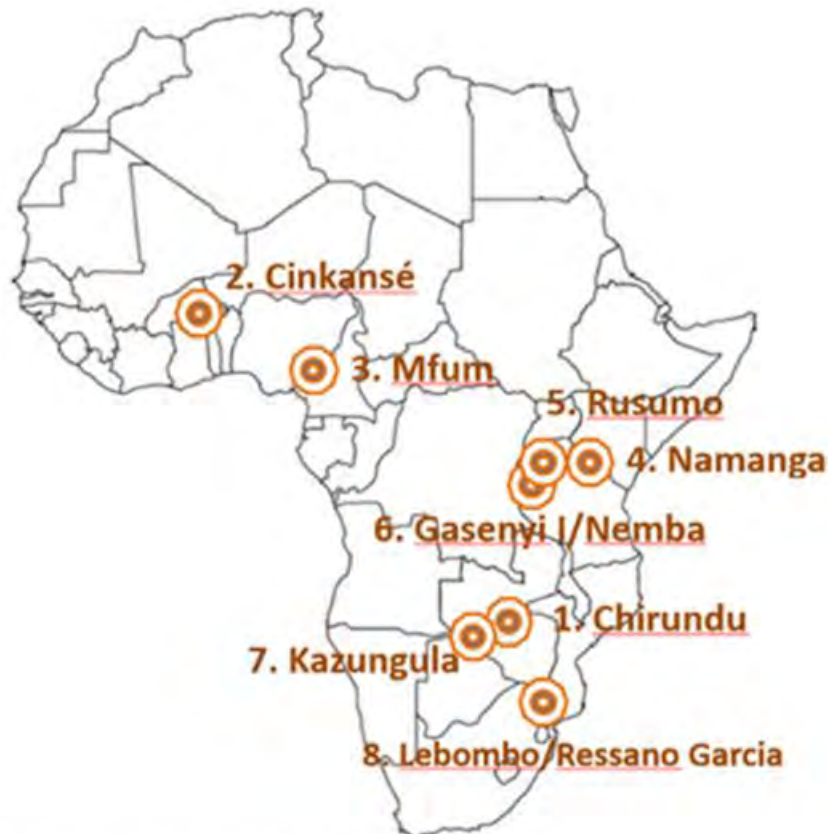 2. Cinkansé
3. Mfum
5. Rusumo
4. Namanga
6. Gasenyi I/Nemba
1. Chirundu
7. Kazungula
8. Lebombo/Ressano Garcia